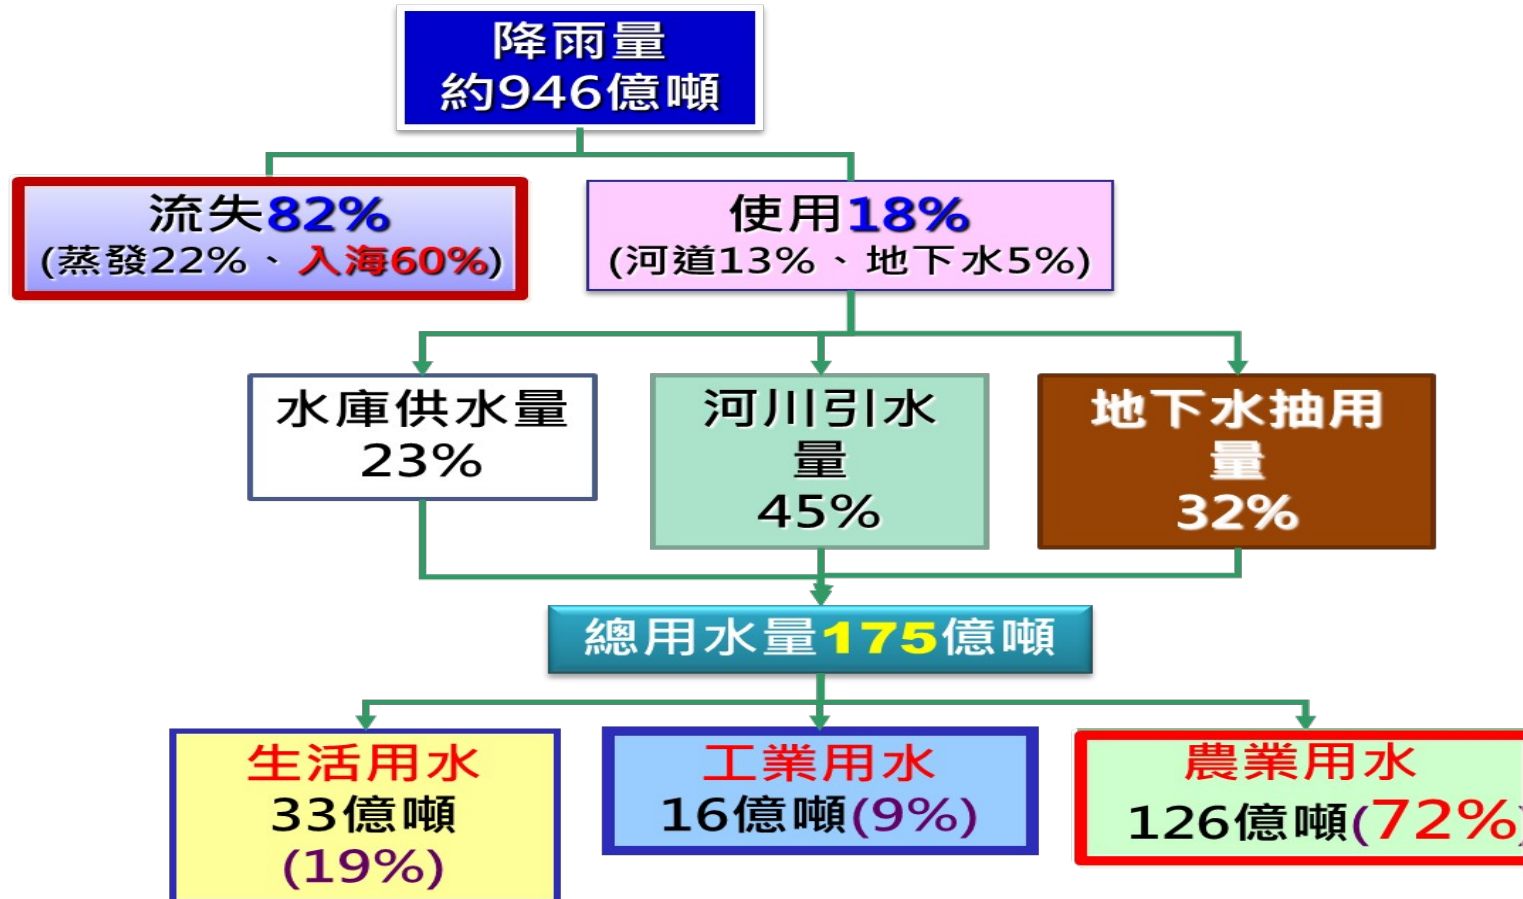 降雨量
約946億噸
流失82%
(蒸發22%、入海60%)
使用18%
(河道13%、地下水5%)
水庫供水量
23%
河川引水
量
45%
地下水抽用
量
32%
總用水量175億噸
生活用水
33億噸
(19%)
工業用水
16億噸(9%)
農業用水
126億噸(72%)